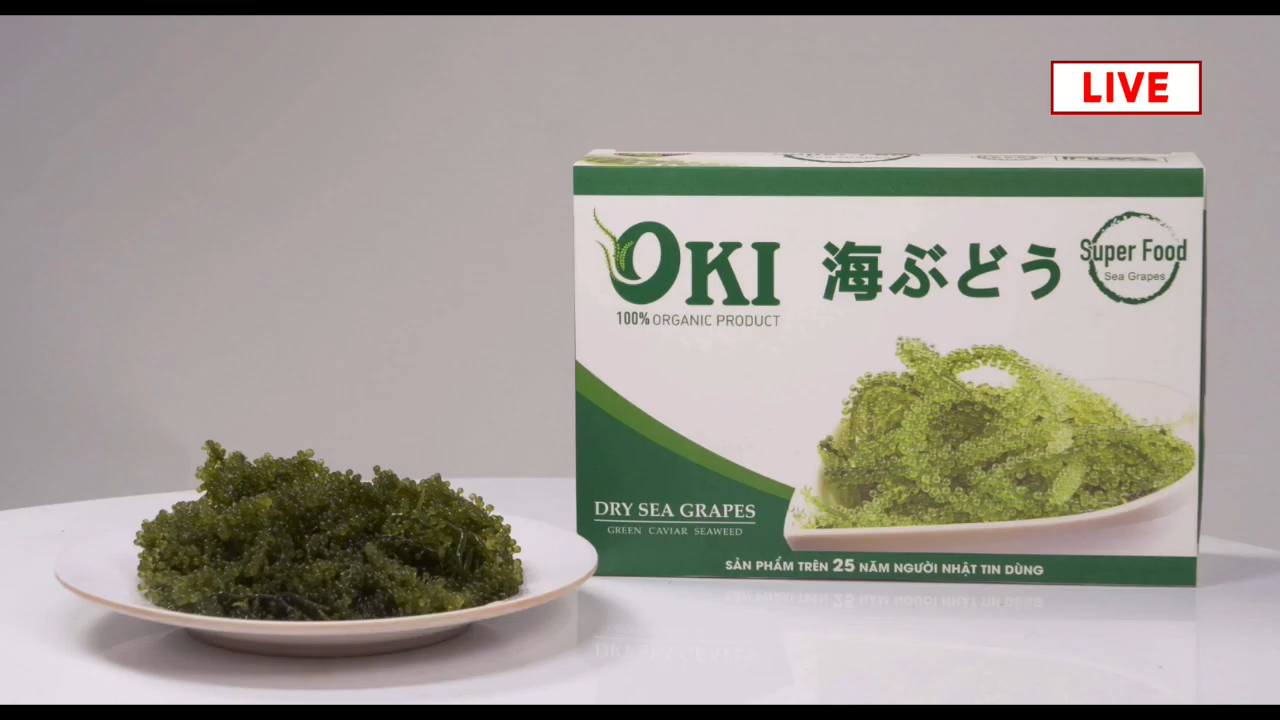 LIVE
OKI
100% ORGANIC PRODUCT
海ぶどう
Super Food
Sea Grapes
DRY SEA GRAPES
GREEN CAVIAR SEAWEED
SẢN PHẨM TRÊN 25 NĂM NGƯỜI NHẬT TIN DÙNG